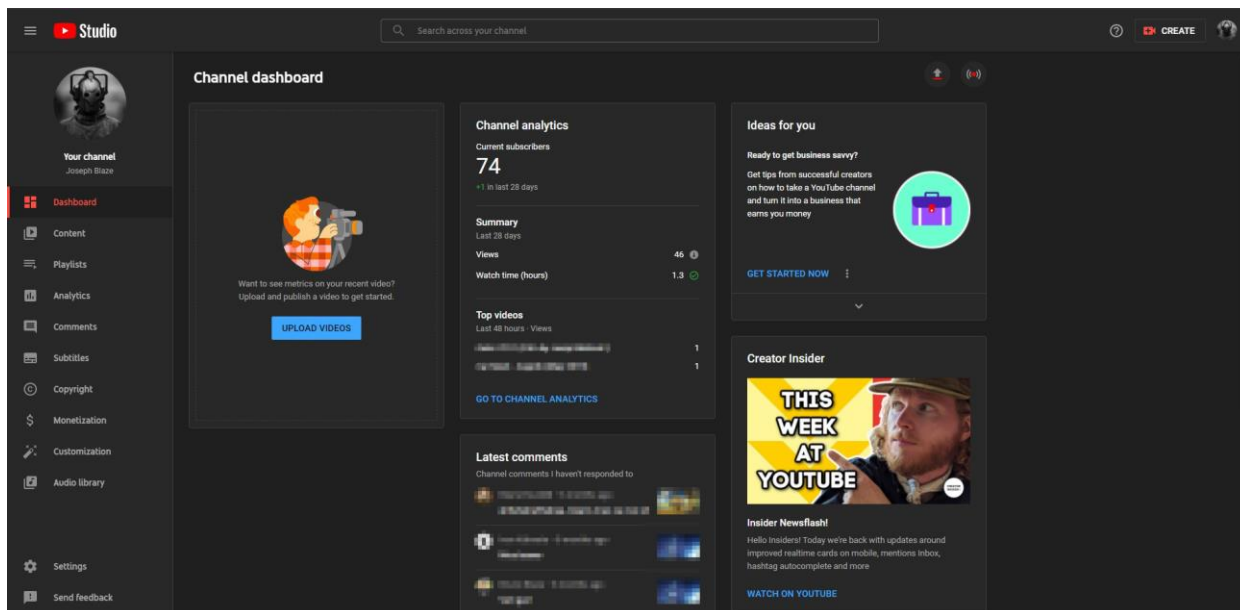 Studio
Search across your channel
CREATE
Your channel
Joseph Blaze
Dashboard
Content
Playlists
Analytics
Comments
Subtitles
Copyright
Monetization
Customization
Audio library
Settings
Send feedback
Channel dashboard
Want to see metrics on your recent video?
Upload and publish a video to get started.
UPLOAD VIDEOS
Channel analytics
Current subscribers
74
+1 in last 28 days
Summary
Last 28 days
Views 46
Watch time (hours) 1.3
Top videos
Last 48 hours · Views
1
1
GO TO CHANNEL ANALYTICS
Latest comments
Channel comments I haven't responded to
Ideas for you
Ready to get business savvy?
Get tips from successful creators
on how to take a YouTube channel
and turn it into a business that
earns you money
GET STARTED NOW
Creator Insider
THIS
WEEK
AT
YOUTUBE
Insider Newsflash!
Hello Insiders! Today we're back with updates around
improved realtime cards on mobile, mentions inbox,
hashtag autocomplete and more
WATCH ON YOUTUBE